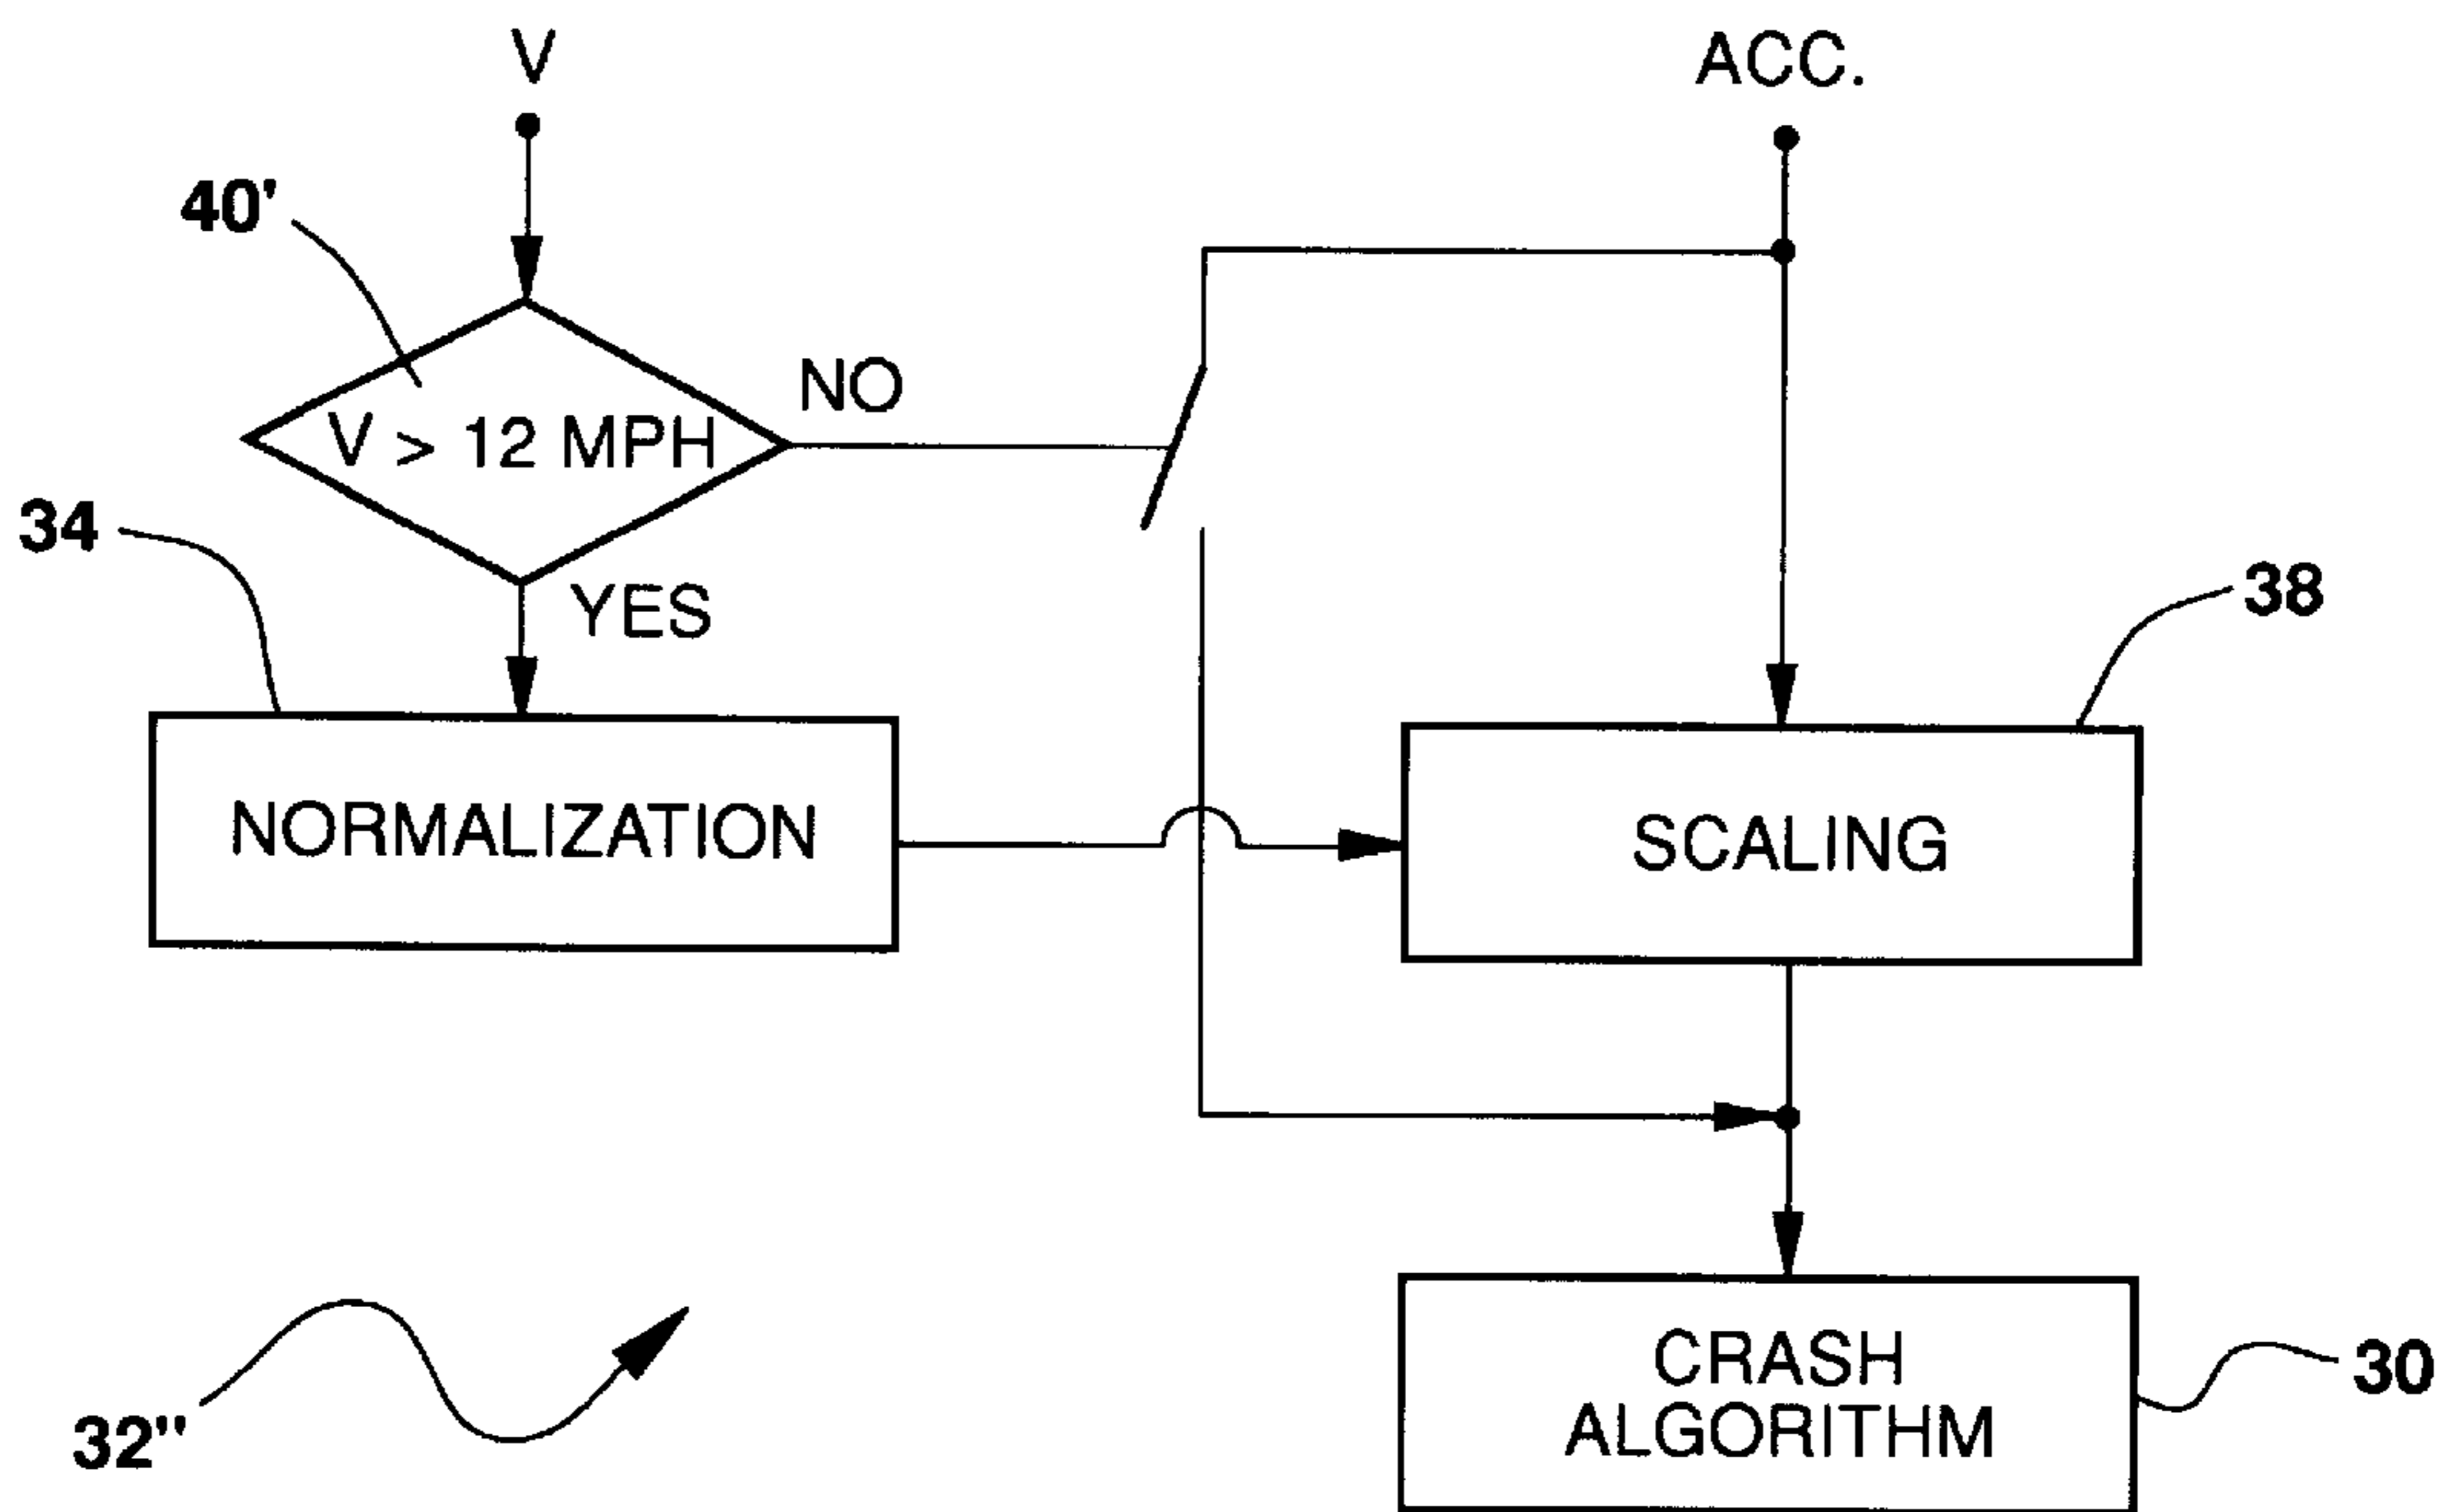 V
ACC.
40'
NO
V > 12 MPH
34
YES
38
NORMALIZATION
SCALING
CRASH
ALGORITHM
30
32"